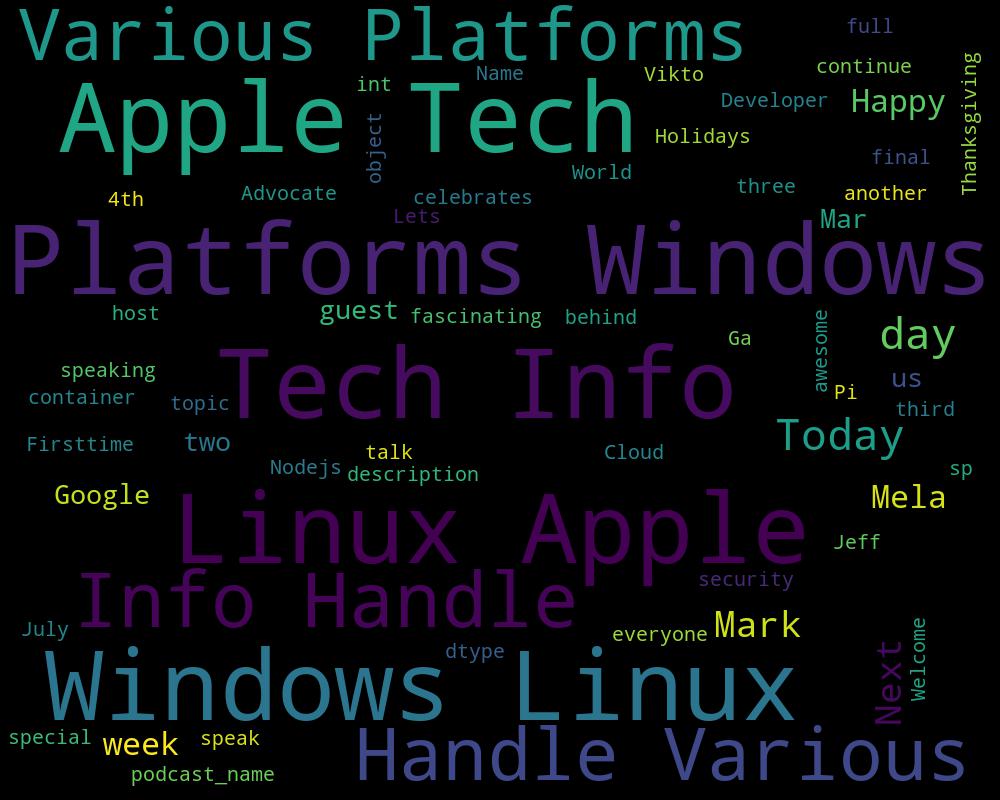 Various Platforms
full
Apple Tech
int
Name
Vikto
continue
Developer
Happy
Thanksgiving
object
Holidays
World
final
4th
Advocate
celebrates
three
another
Lets
Mar
Platforms Windows
host
guest
fascinating
behind
Ga
awesome
day
speaking
Tech Info
us
container
topic
Pi
third
Firsttime
two
talk
Cloud
Today
Nodejs
description
sp
Google
Linux Apple
Mela
Jeff
Info Handle
security
July
everyone
Mark
dtype
Windows Linux
Next
Welcome
special
week
speak
Handle Various
podcast_name